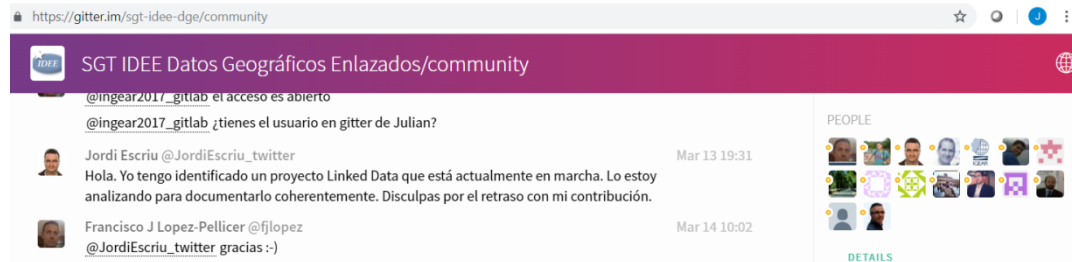 https://gitter.im/sgt-idee-dge/community
J
IDEE
SGT IDEE Datos Geográficos Enlazados/community
@ingear2017_gitlab el acceso es abierto
@ingear2017_gitlab ¿tienes el usuario en gitter de Julian?
PEOPLE
Jordi Escriu @JordiEscriu_twitter
Mar 13 19:31
Hola. Yo tengo identificado un proyecto Linked Data que está actualmente en marcha. Lo estoy
analizando para documentarlo coherentemente. Disculpas por el retraso con mi contribución.
Francisco J Lopez-Pellicer @fjlopez
Mar 14 10:02
@JordiEscriu_twitter gracias :-)
DETAILS